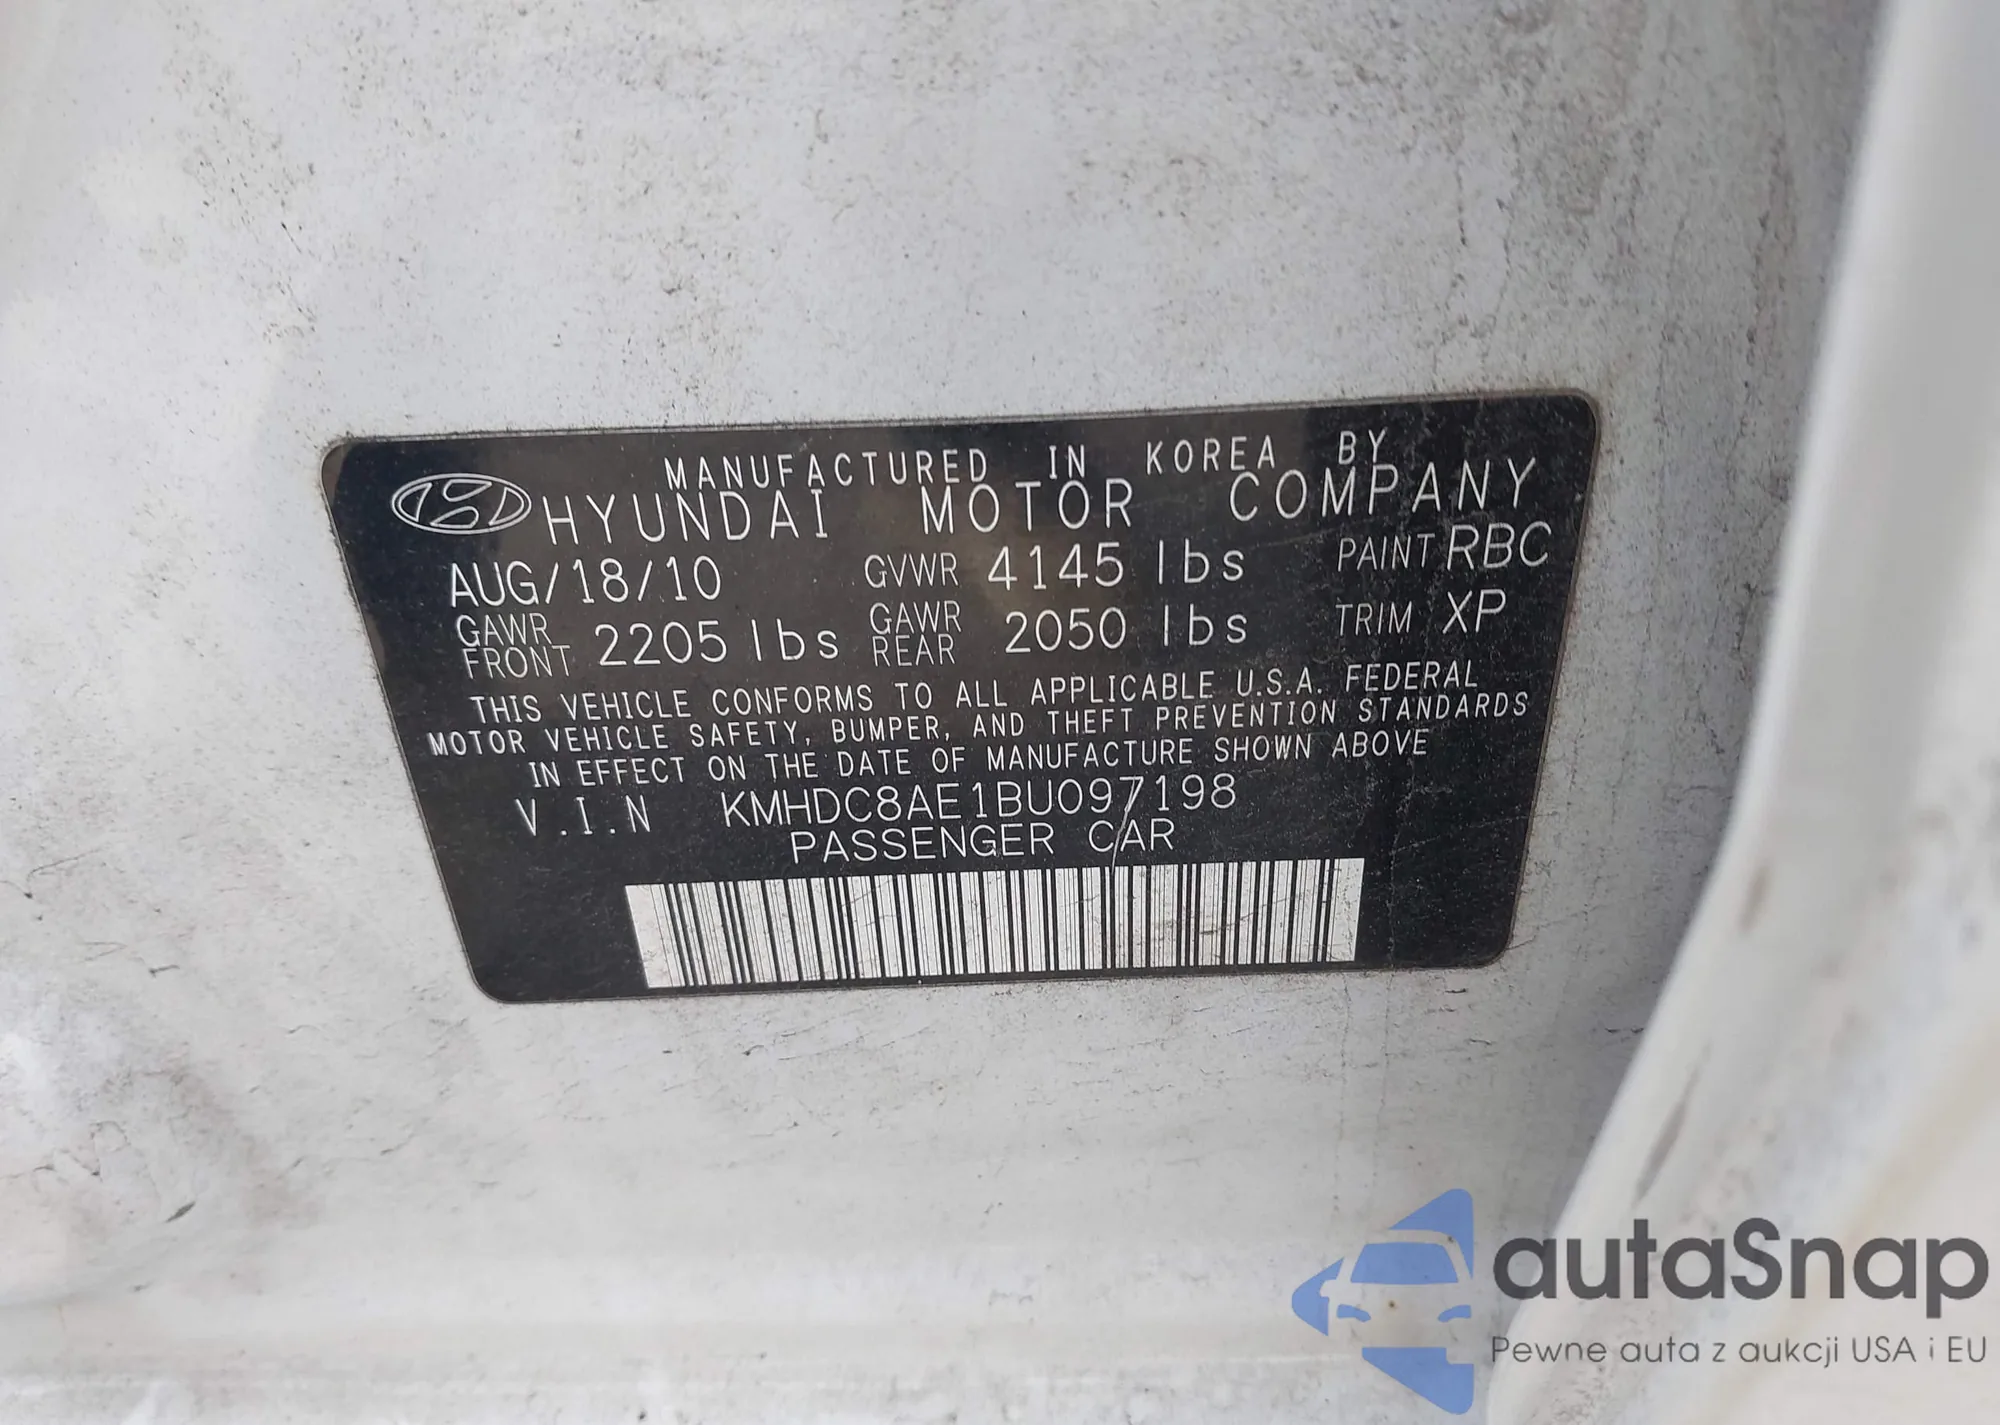 MANUFACTURED IN KOREA BY
HYUNDAI MOTOR COMPANY
AUG/18/10 GVWR 4145 lbs PAINT RBC
GAWR FRONT 2205 lbs GAWR REAR 2050 lbs TRIM XP
THIS VEHICLE CONFORMS TO ALL APPLICABLE U.S.A. FEDERAL
MOTOR VEHICLE SAFETY, BUMPER, AND THEFT PREVENTION STANDARDS
IN EFFECT ON THE DATE OF MANUFACTURE SHOWN ABOVE
V.I.N KMHDC8AE1BU097198
PASSENGER CAR
autaSnap
Pewne auta z aukcji USA i EU